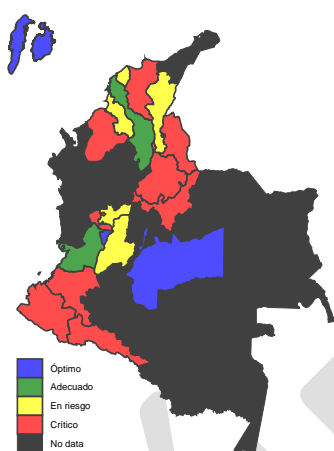 Óptimo
Adecuado
En riesgo
Crítico
No data